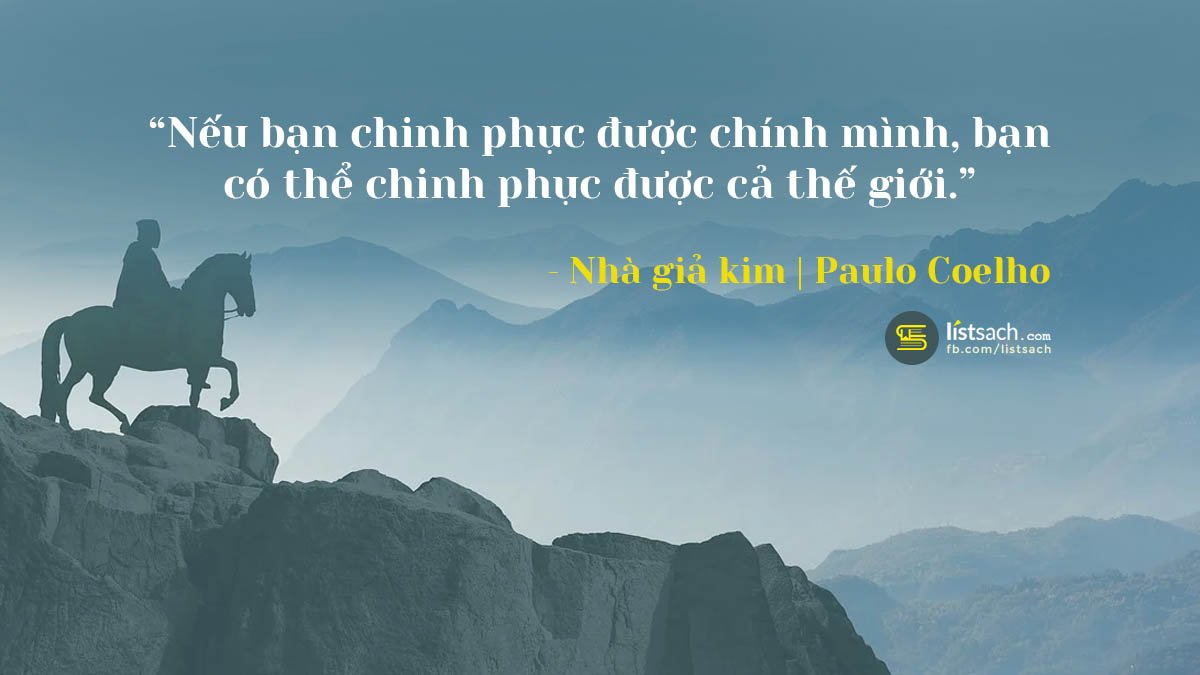 “Nếu bạn chinh phục được chính mình, bạn
có thể chinh phục được cả thế giới.”
- Nhà giả kim | Paulo Coelho
listsach.com
fb.com/listsach